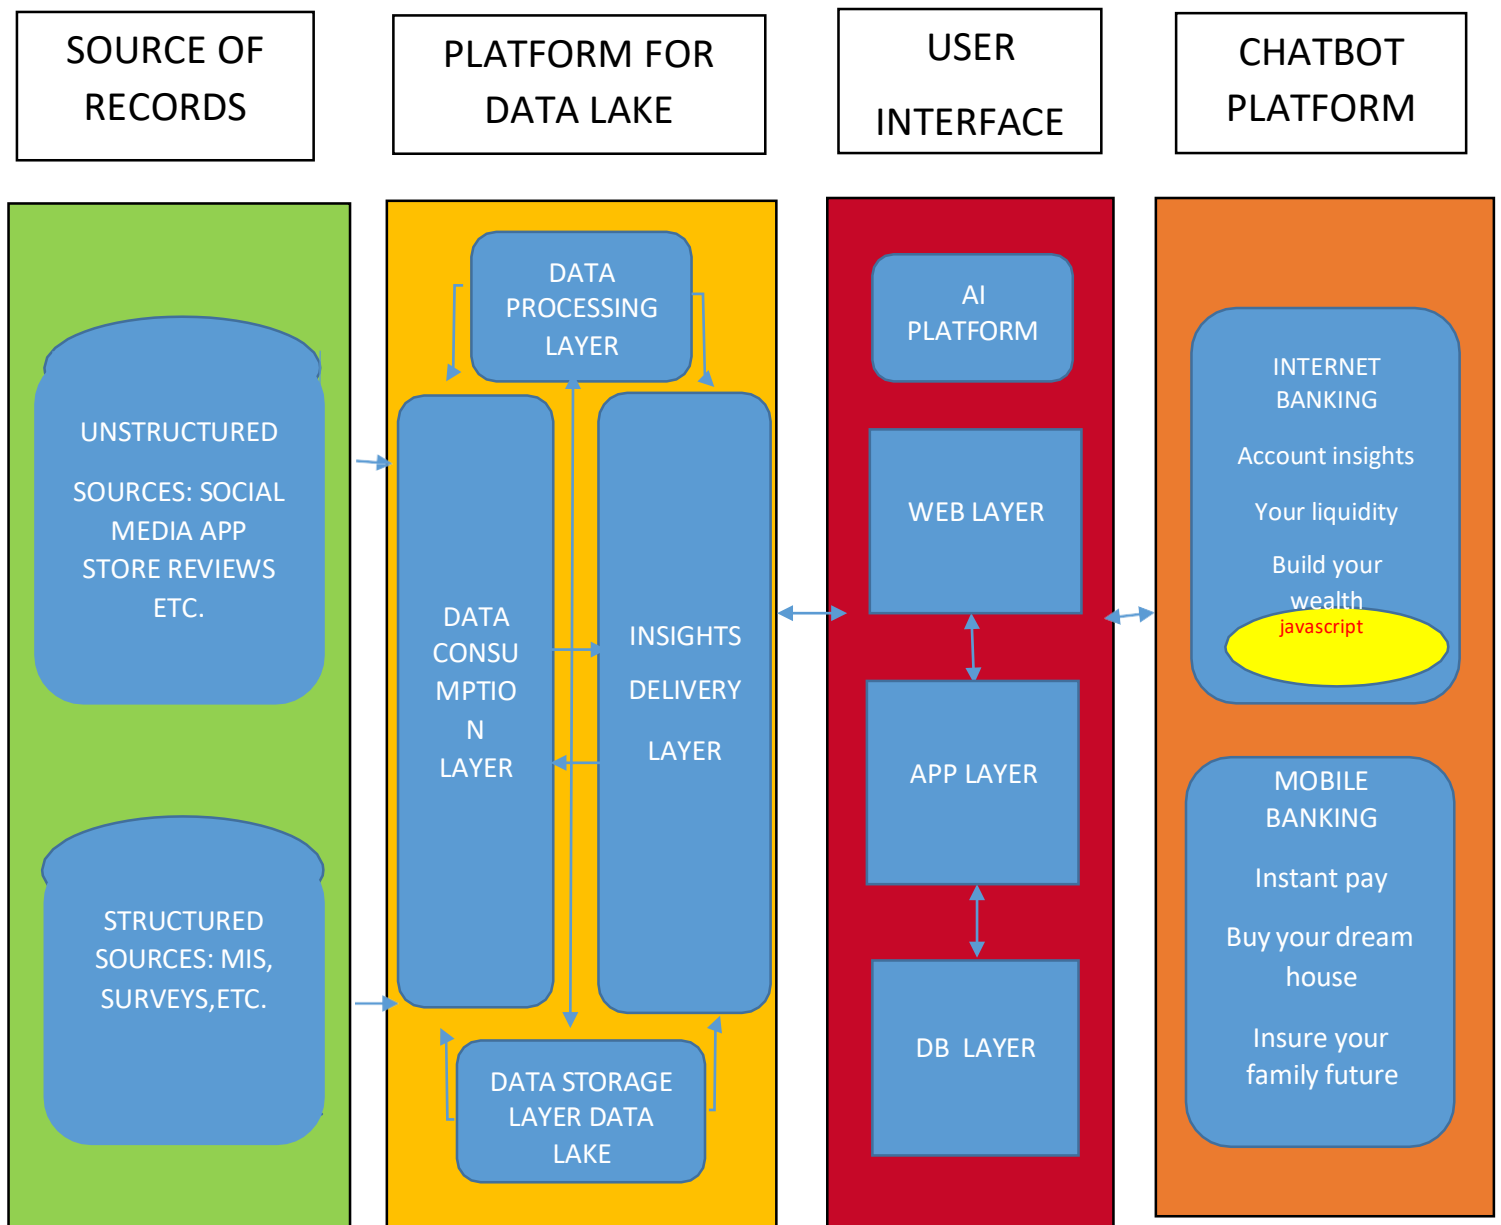 SOURCE OF
RECORDS
PLATFORM FOR
DATA LAKE
USER
INTERFACE
CHATBOT
PLATFORM
UNSTRUCTURED
SOURCES: SOCIAL
MEDIA APP
STORE REVIEWS
ETC.
STRUCTURED
SOURCES: MIS,
SURVEYS,ETC.
DATA
PROCESSING
LAYER
DATA
CONSU
MPTIO
N
LAYER
INSIGHTS
DELIVERY
LAYER
DATA STORAGE
LAYER DATA
LAKE
AI
PLATFORM
WEB LAYER
APP LAYER
DB LAYER
INTERNET
BANKING
Account insights
Your liquidity
Build your
wealth
javascript
MOBILE
BANKING
Instant pay
Buy your dream
house
Insure your
family future